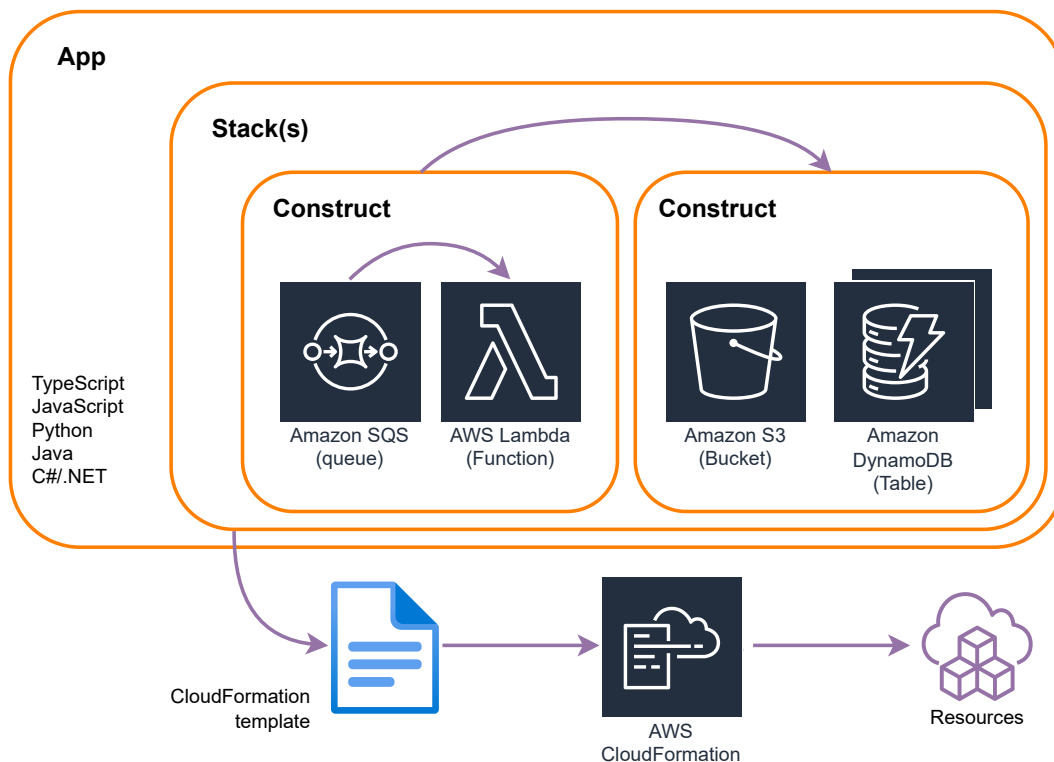 App
Stack(s)
Construct
Construct
TypeScript
JavaScript
Python
Java
C#/.NET
Amazon SQS
(queue)
AWS Lambda
(Function)
Amazon S3
(Bucket)
Amazon
DynamoDB
(Table)
CloudFormation
template
AWS
CloudFormation
Resources